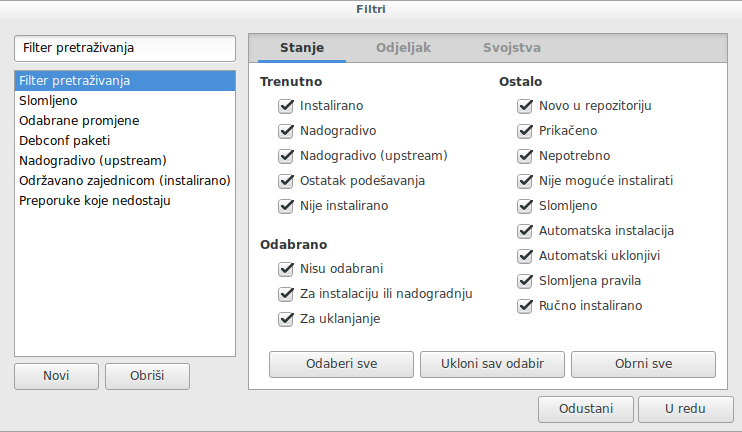 Filtri
Filter pretraživanja
Filter pretraživanja
Slomljeno
Odabrane promjene
Debconf paketi
Nadogradivo (upstream)
Održavano zajednicom (instalirano)
Preporuke koje nedostaju
Novi
Obriši
Stanje
Odjeljak
Svojstva
Trenutno
Instalirano
Nadogradivo
Nadogradivo (upstream)
Ostatak podešavanja
Nije instalirano
Odabrano
Nisu odabrani
Za instalaciju ili nadogradnju
Za uklanjanje
Ostalo
Novo u repozitoriju
Prikačeno
Nepotrebno
Nije moguće instalirati
Slomljeno
Automatska instalacija
Automatski uklonjivi
Slomljena pravila
Ručno instalirano
Odaberi sve
Ukloni sav odabir
Obrni sve
Odustani
U redu